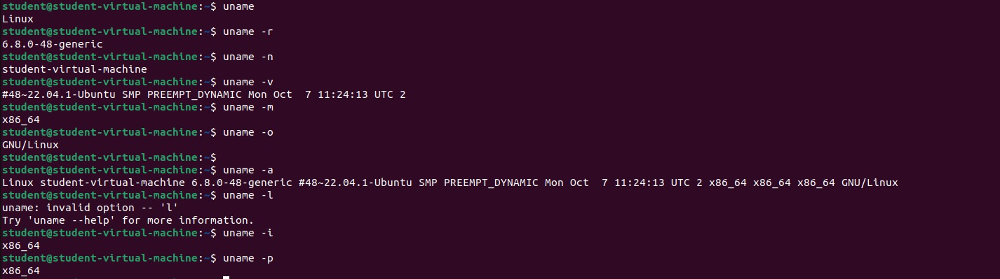 student@student-virtual-machine:~$ uname
Linux
student@student-virtual-machine:~$ uname -r
6.8.0-48-generic
student@student-virtual-machine:~$ uname -n
student-virtual-machine
student@student-virtual-machine:~$ uname -v
#48~22.04.1-Ubuntu SMP PREEMPT_DYNAMIC Mon Oct  7 11:24:13 UTC 2
student@student-virtual-machine:~$ uname -m
x86_64
student@student-virtual-machine:~$ uname -o
GNU/Linux
student@student-virtual-machine:~$
student@student-virtual-machine:~$ uname -a
Linux student-virtual-machine 6.8.0-48-generic #48~22.04.1-Ubuntu SMP PREEMPT_DYNAMIC Mon Oct  7 11:24:13 UTC 2 x86_64 x86_64 x86_64 GNU/Linux
student@student-virtual-machine:~$ uname -l
uname: invalid option -- 'l'
Try 'uname --help' for more information.
student@student-virtual-machine:~$ uname -i
x86_64
student@student-virtual-machine:~$ uname -p
x86_64